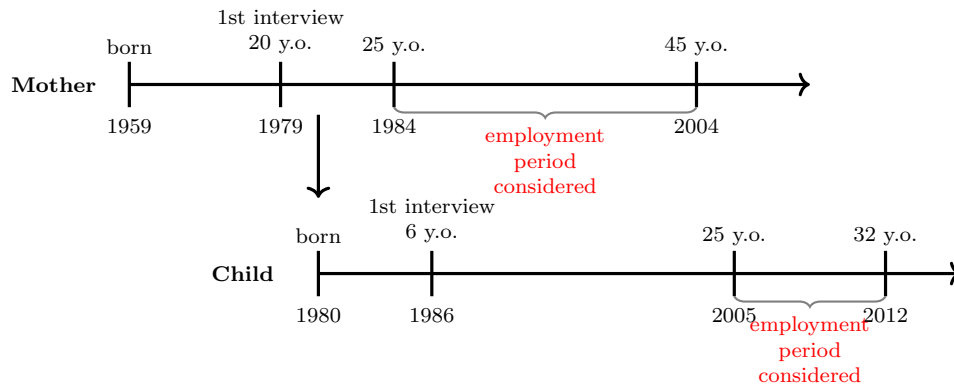 1st interview
born 20 y.o. 25 y.o. 45 y.o.
Mother
1959 1979 1984 2004
employment
period
considered
1st interview
born 6 y.o. 25 y.o. 32 y.o.
Child
1980 1986 2005 2012
employment
period
considered